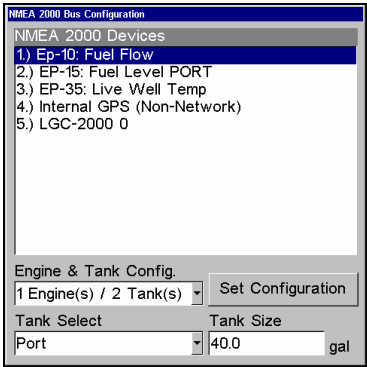 NMEA 2000 Bus Configuration
NMEA 2000 Devices
1.) Ep-10: Fuel Flow
2.) EP-15: Fuel Level PORT
3.) EP-35: Live Well Temp
4.) Internal GPS (Non-Network)
5.) LGC-2000 0
Engine & Tank Config.
1 Engine(s) / 2 Tank(s)
Set Configuration
Tank Select
Tank Size
Port
40.0
gal